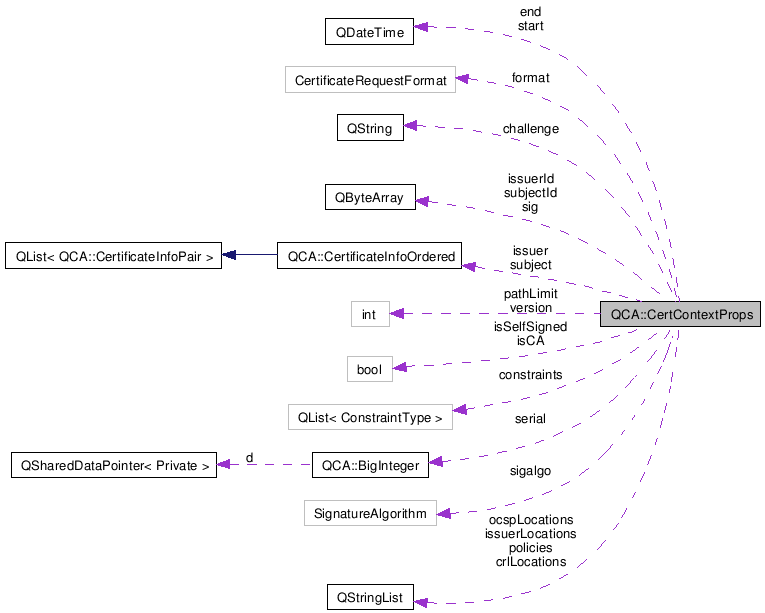 end
start
QDateTime
format
CertificateRequestFormat
challenge
QString
issuerId
subjectId
sig
QByteArray
issuer
subject
QList< QCA::CertificateInfoPair >
QCA::CertificateInfoOrdered
pathLimit
version
int
QCA::CertContextProps
isSelfSigned
isCA
bool
constraints
QList< ConstraintType >
serial
d
QSharedDataPointer< Private >
QCA::BigInteger
sigalgo
SignatureAlgorithm
ocspLocations
issuerLocations
policies
crlLocations
QStringList